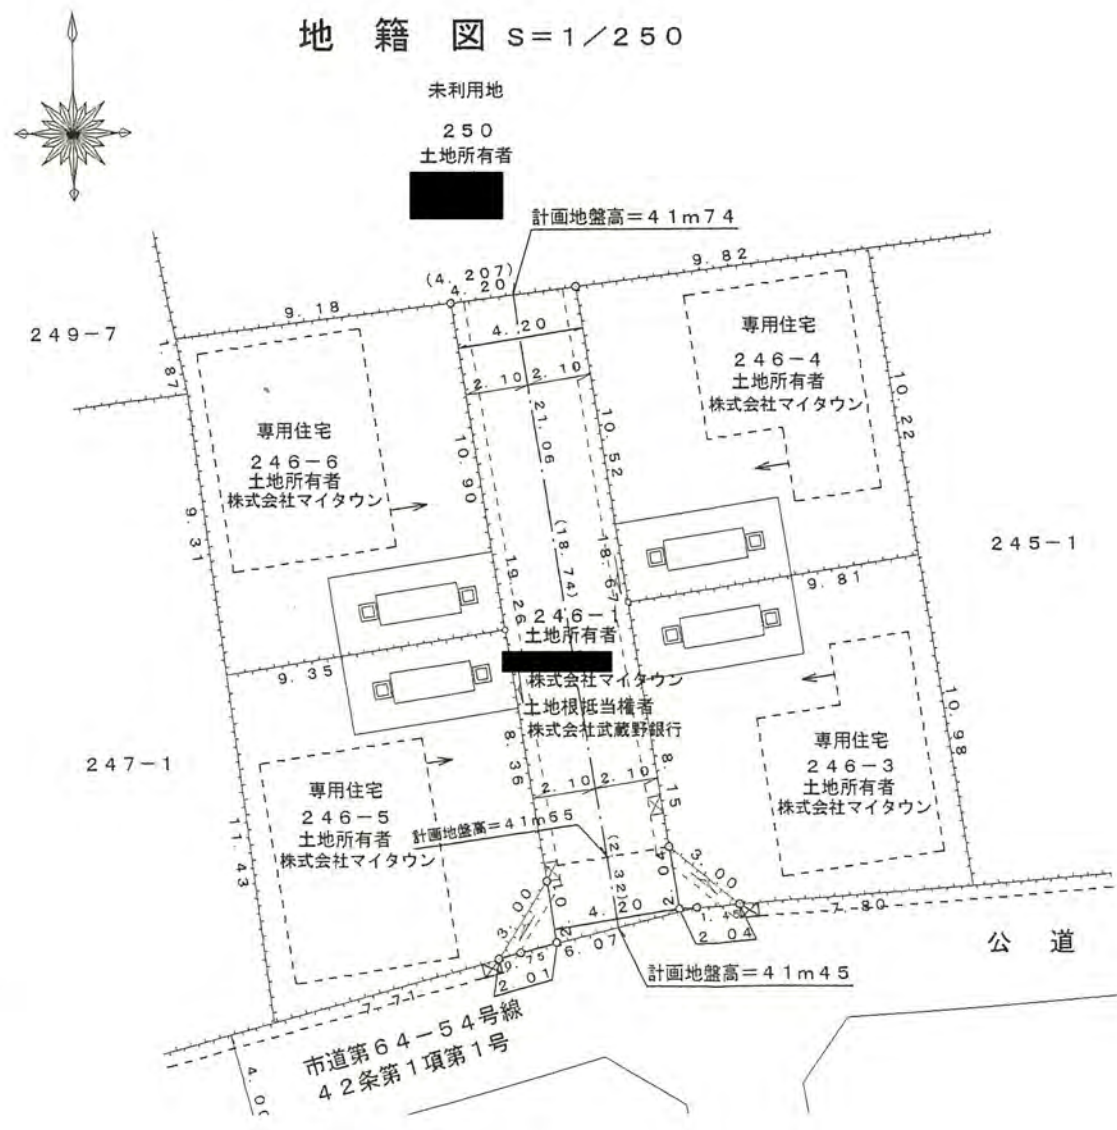 地籍図 S=1/250
未利用地
250
土地所有者
計画地盤高=41m74
(4.207)
4.20
9.82
9.18
249-7
.87
4.20
2.10 2.10
専用住宅
246-4
土地所有者
株式会社マイタウン
10.22
専用住宅
246-6
土地所有者
株式会社マイタウン
10.90
21.06
10.52
9.31
(18.74)
18.67
245-1
9.81
19.26
246-1
土地所有者
株式会社マイタウン
土地根抵当権者
株式会社武蔵野銀行
9.35
247-1
8.36
2.10 2.10
8.15
10.98
専用住宅
246-3
土地所有者
株式会社マイタウン
専用住宅
246-5
土地所有者
株式会社マイタウン
計画地盤高=41m55
11.43
(2.32)
2.40
3.00
3.00
2.10
4.20
1.45
2.04
7.80
公道
6.07
0.75
2.01
計画地盤高=41m45
7.71
市道第64-54号線
42条第1項第1号
4.00